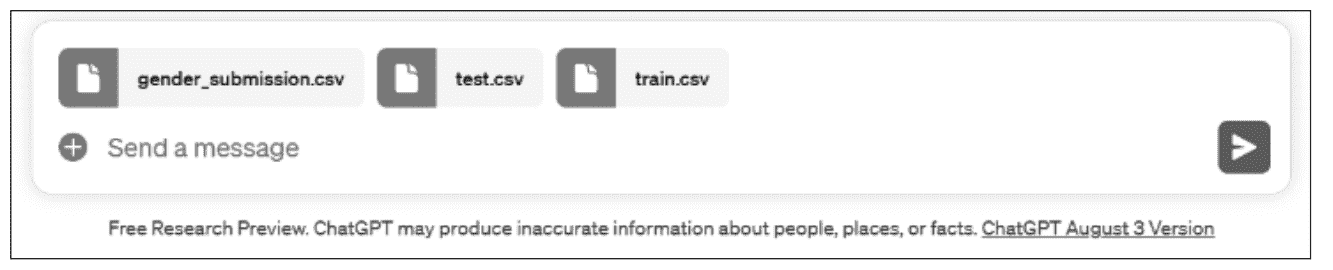 gender_submission.csv test.csv train.csv
Send a message
Free Research Preview. ChatGPT may produce inaccurate information about people, places, or facts. ChatGPT August 3 Version